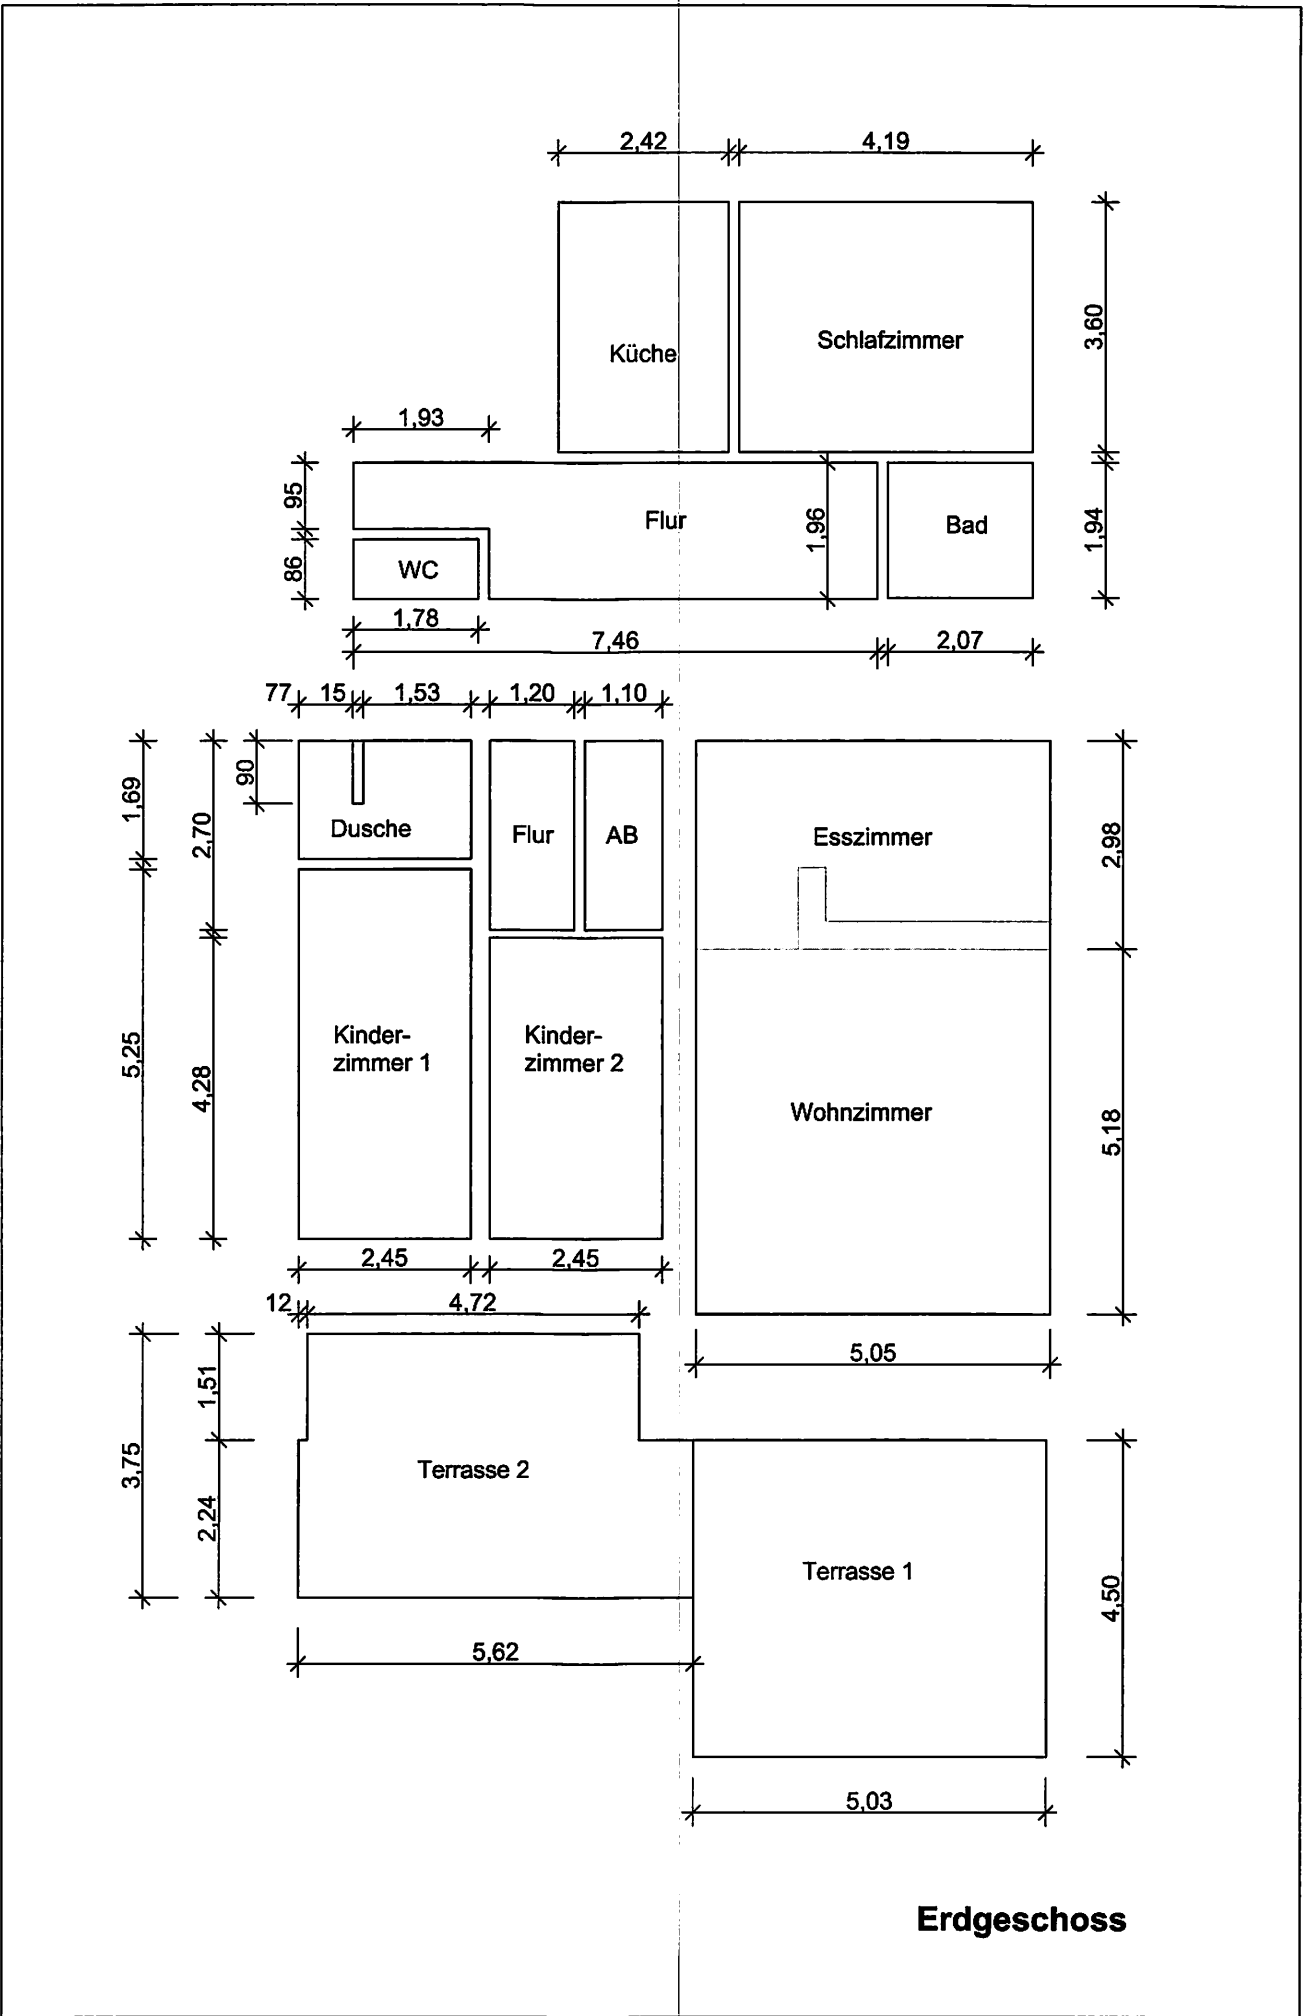 2,42
4,19
Küche
Schlafzimmer
3,60
1,93
95
86
WC
Flur
1,96
Bad
1,94
1,78
7,46
2,07
77
15
1,53
1,20
1,10
1,69
2,70
90
Dusche
Flur
AB
Esszimmer
2,98
5,25
4,28
Kinder-
zimmer 1
Kinder-
zimmer 2
Wohnzimmer
5,18
2,45
2,45
12
4,72
5,05
3,75
1,51
2,24
Terrasse 2
Terrasse 1
4,50
5,62
5,03
Erdgeschoss